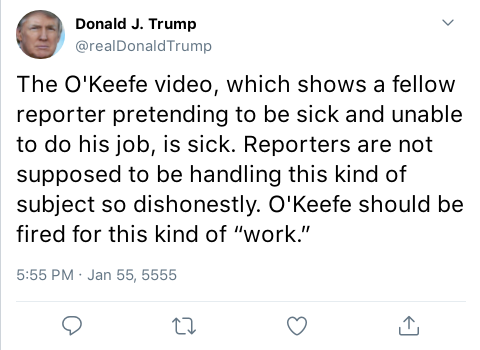 Donald J. Trump
@realDonaldTrump
The O'Keefe video, which shows a fellow
reporter pretending to be sick and unable
to do his job, is sick. Reporters are not
supposed to be handling this kind of
subject so dishonestly. O'Keefe should be
fired for this kind of “work.”
5:55 PM · Jan 55, 5555